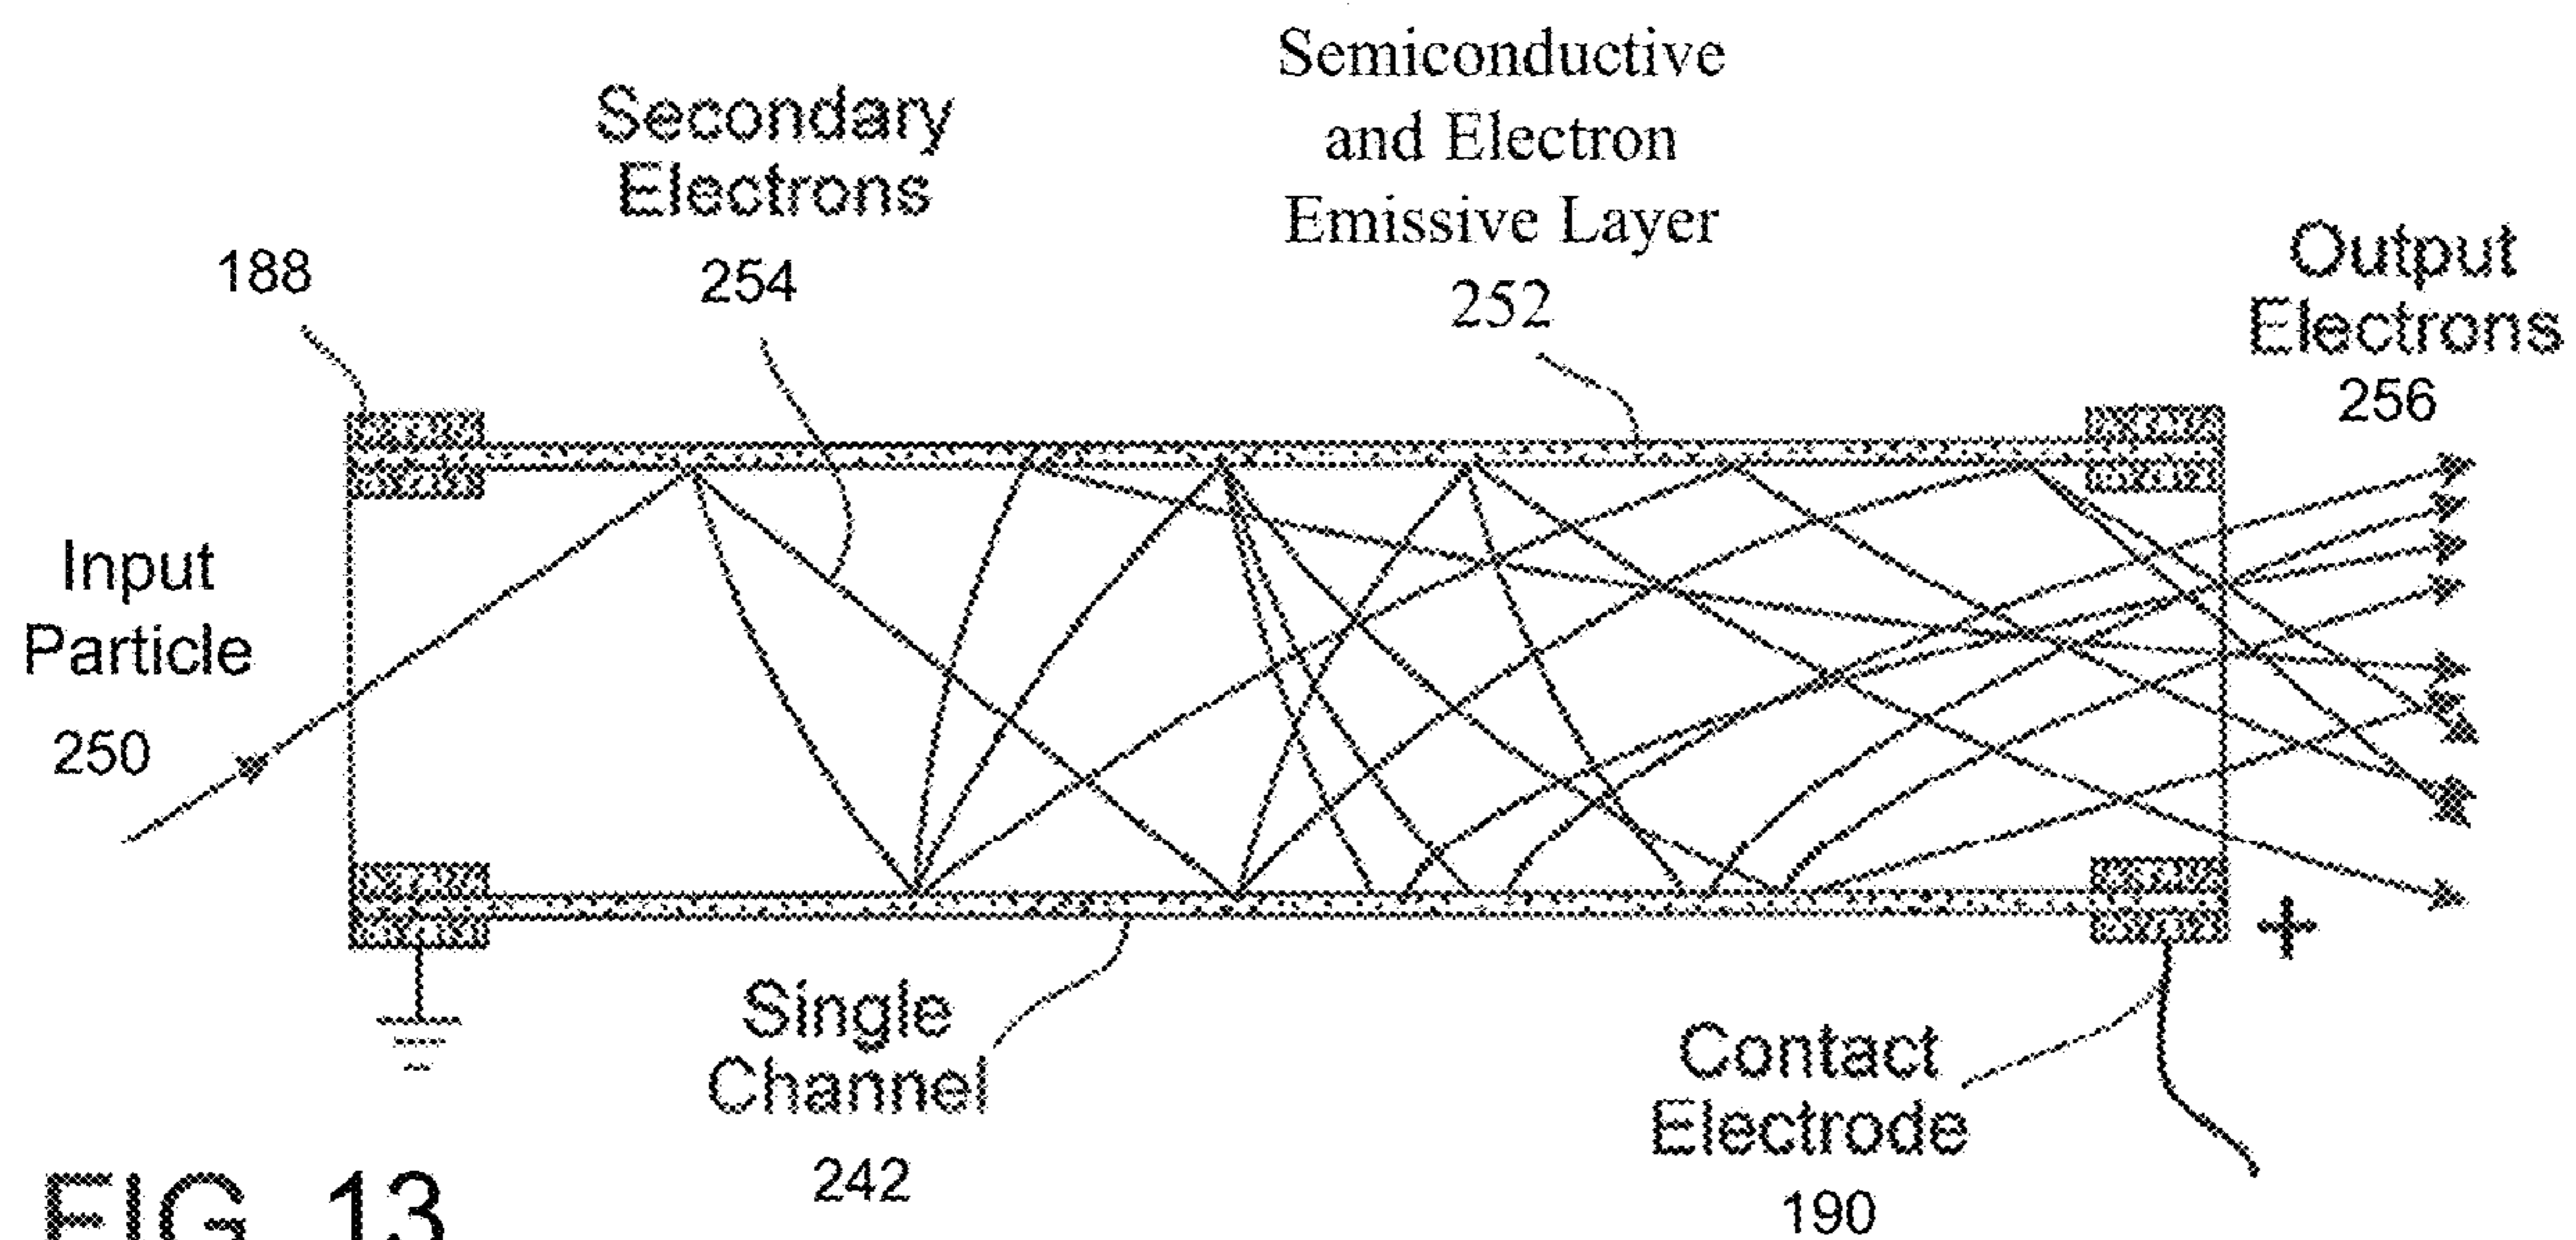 Semiconductive
and Electron
Emissive Layer
252
Secondary
Electrons
254
188
Output
Electrons
256
Input
Particle
250
+
Single
Channel
242
Contact
Electrode
190
FIG. 13